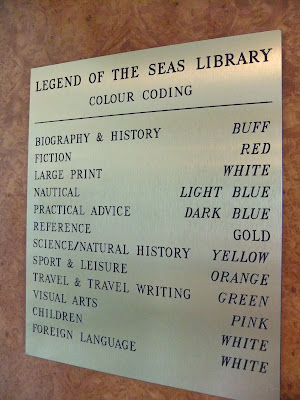 LEGEND OF THE SEAS LIBRARY
COLOUR CODING
BIOGRAPHY & HISTORY BUFF
FICTION RED
LARGE PRINT WHITE
NAUTICAL LIGHT BLUE
PRACTICAL ADVICE DARK BLUE
REFERENCE GOLD
SCIENCE/NATURAL HISTORY YELLOW
SPORT & LEISURE ORANGE
TRAVEL & TRAVEL WRITING GREEN
VISUAL ARTS PINK
CHILDREN WHITE
FOREIGN LANGUAGE WHITE